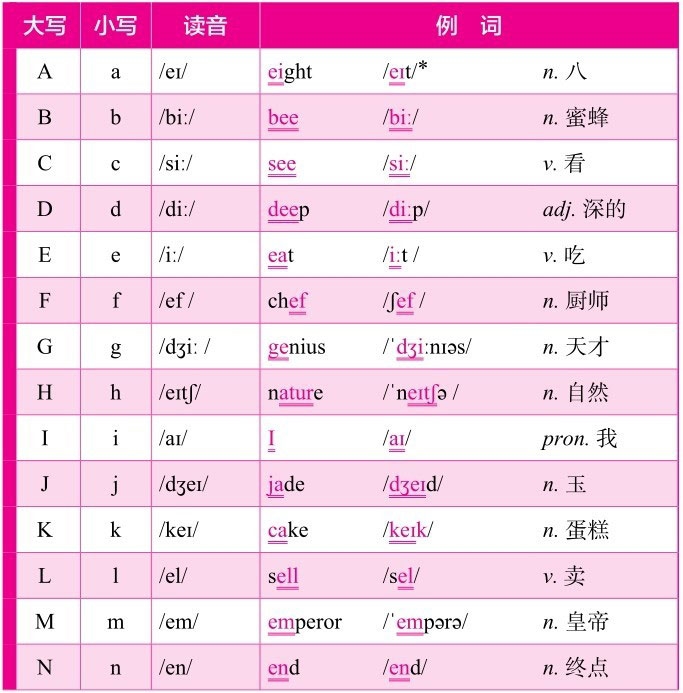 大写 小写 读音 例 词
A a /eɪ/ eight /eɪt/* n. 八
B b /biː/ bee /biː/ n. 蜜蜂
C c /siː/ see /siː/ v. 看
D d /diː/ deep /diːp/ adj. 深的
E e /iː/ eat /iːt / v. 吃
F f /ef / chef /ʃef / n. 厨师
G g /dʒiː / genius /ˈdʒiːnɪəs/ n. 天才
H h /eɪtʃ/ nature /ˈneɪtʃə / n. 自然
I i /aɪ/ I /aɪ/ pron. 我
J j /dʒeɪ/ jade /dʒeɪd/ n. 玉
K k /keɪ/ cake /keɪk/ n. 蛋糕
L l /el/ sell /sel/ v. 卖
M m /em/ emperor /ˈempərə/ n. 皇帝
N n /en/ end /end/ n. 终点